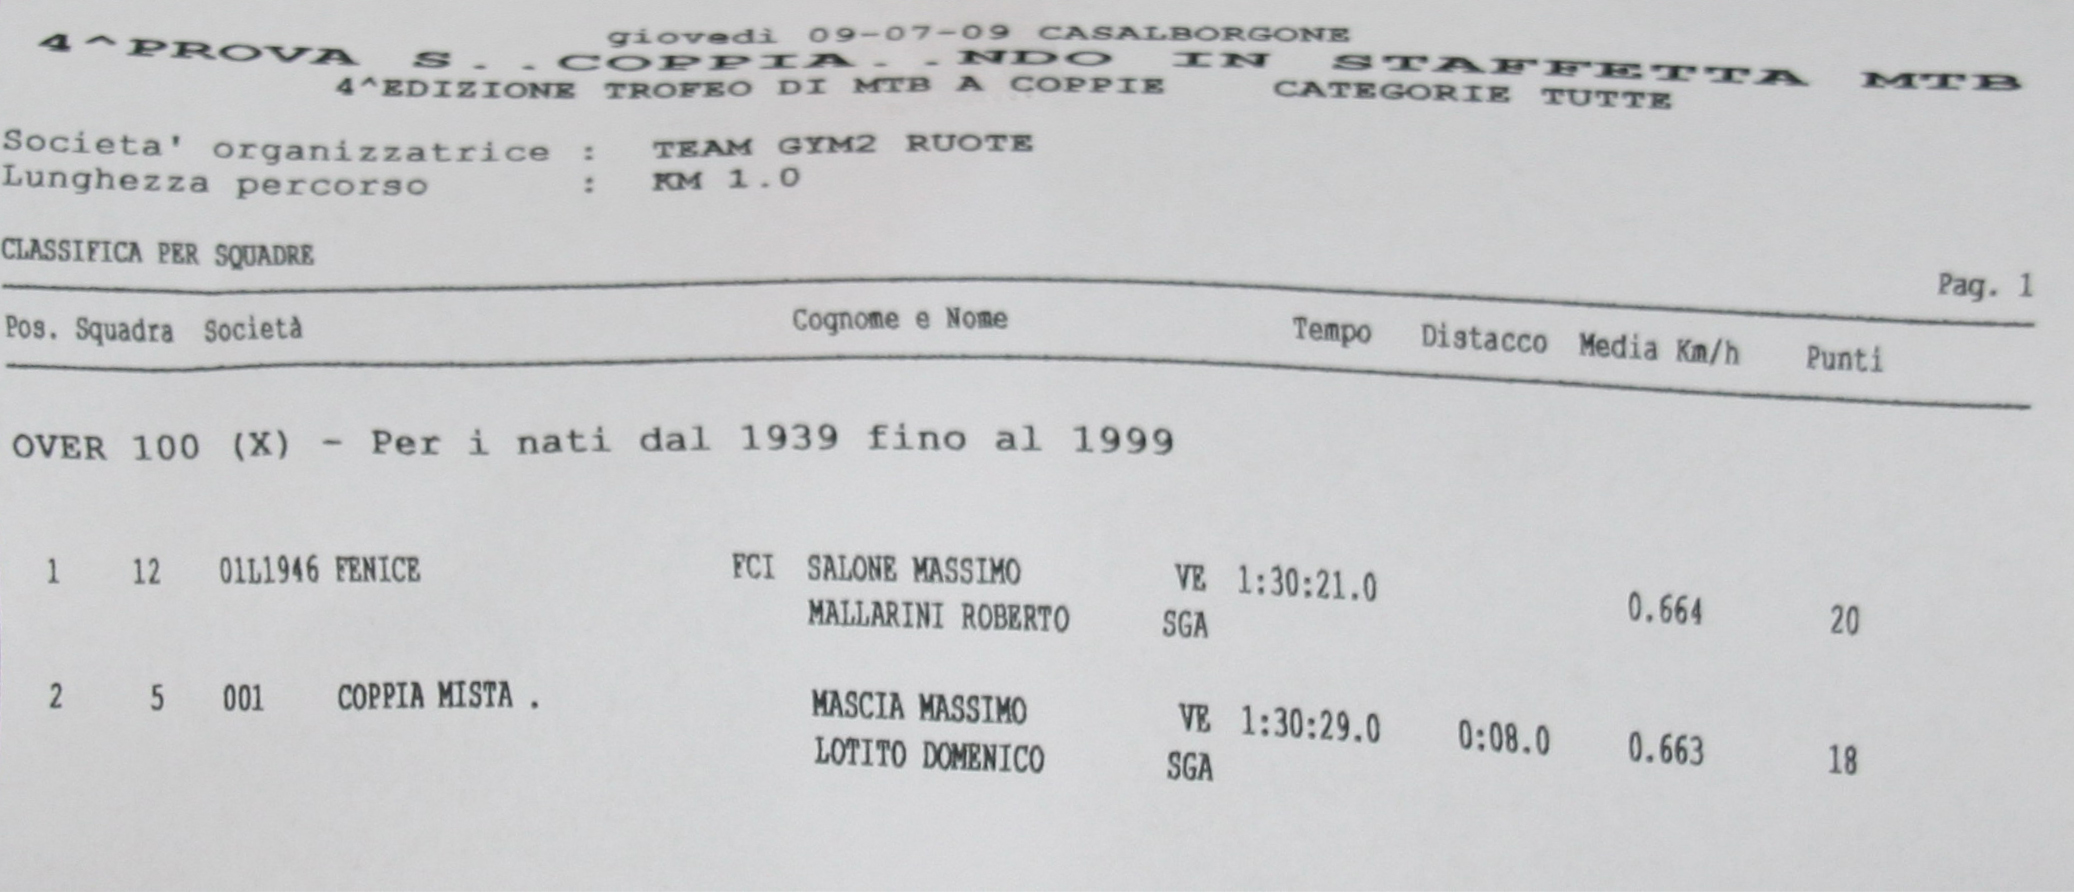 giovedì 09-07-09 CASALBORGONE
4^PROVA S..COPPIA..NDO IN STAFFETTA MTB
4^EDIZIONE TROFEO DI MTB A COPPIE CATEGORIE TUTTE
Societa' organizzatrice : TEAM GYM2 RUOTE
Lunghezza percorso : KM 1.0
CLASSIFICA PER SQUADRE
Pag. 1
Pos. Squadra Società Cognome e Nome Tempo Distacco Media Km/h Punti
OVER 100 (X) - Per i nati dal 1939 fino al 1999
1 12 01L1946 FENICE FCI SALONE MASSIMO VE 1:30:21.0 0.664 20
MALLARINI ROBERTO SGA
2 5 001 COPPIA MISTA . MASCIA MASSIMO VE 1:30:29.0 0:08.0 0.663 18
LOTITO DOMENICO SGA